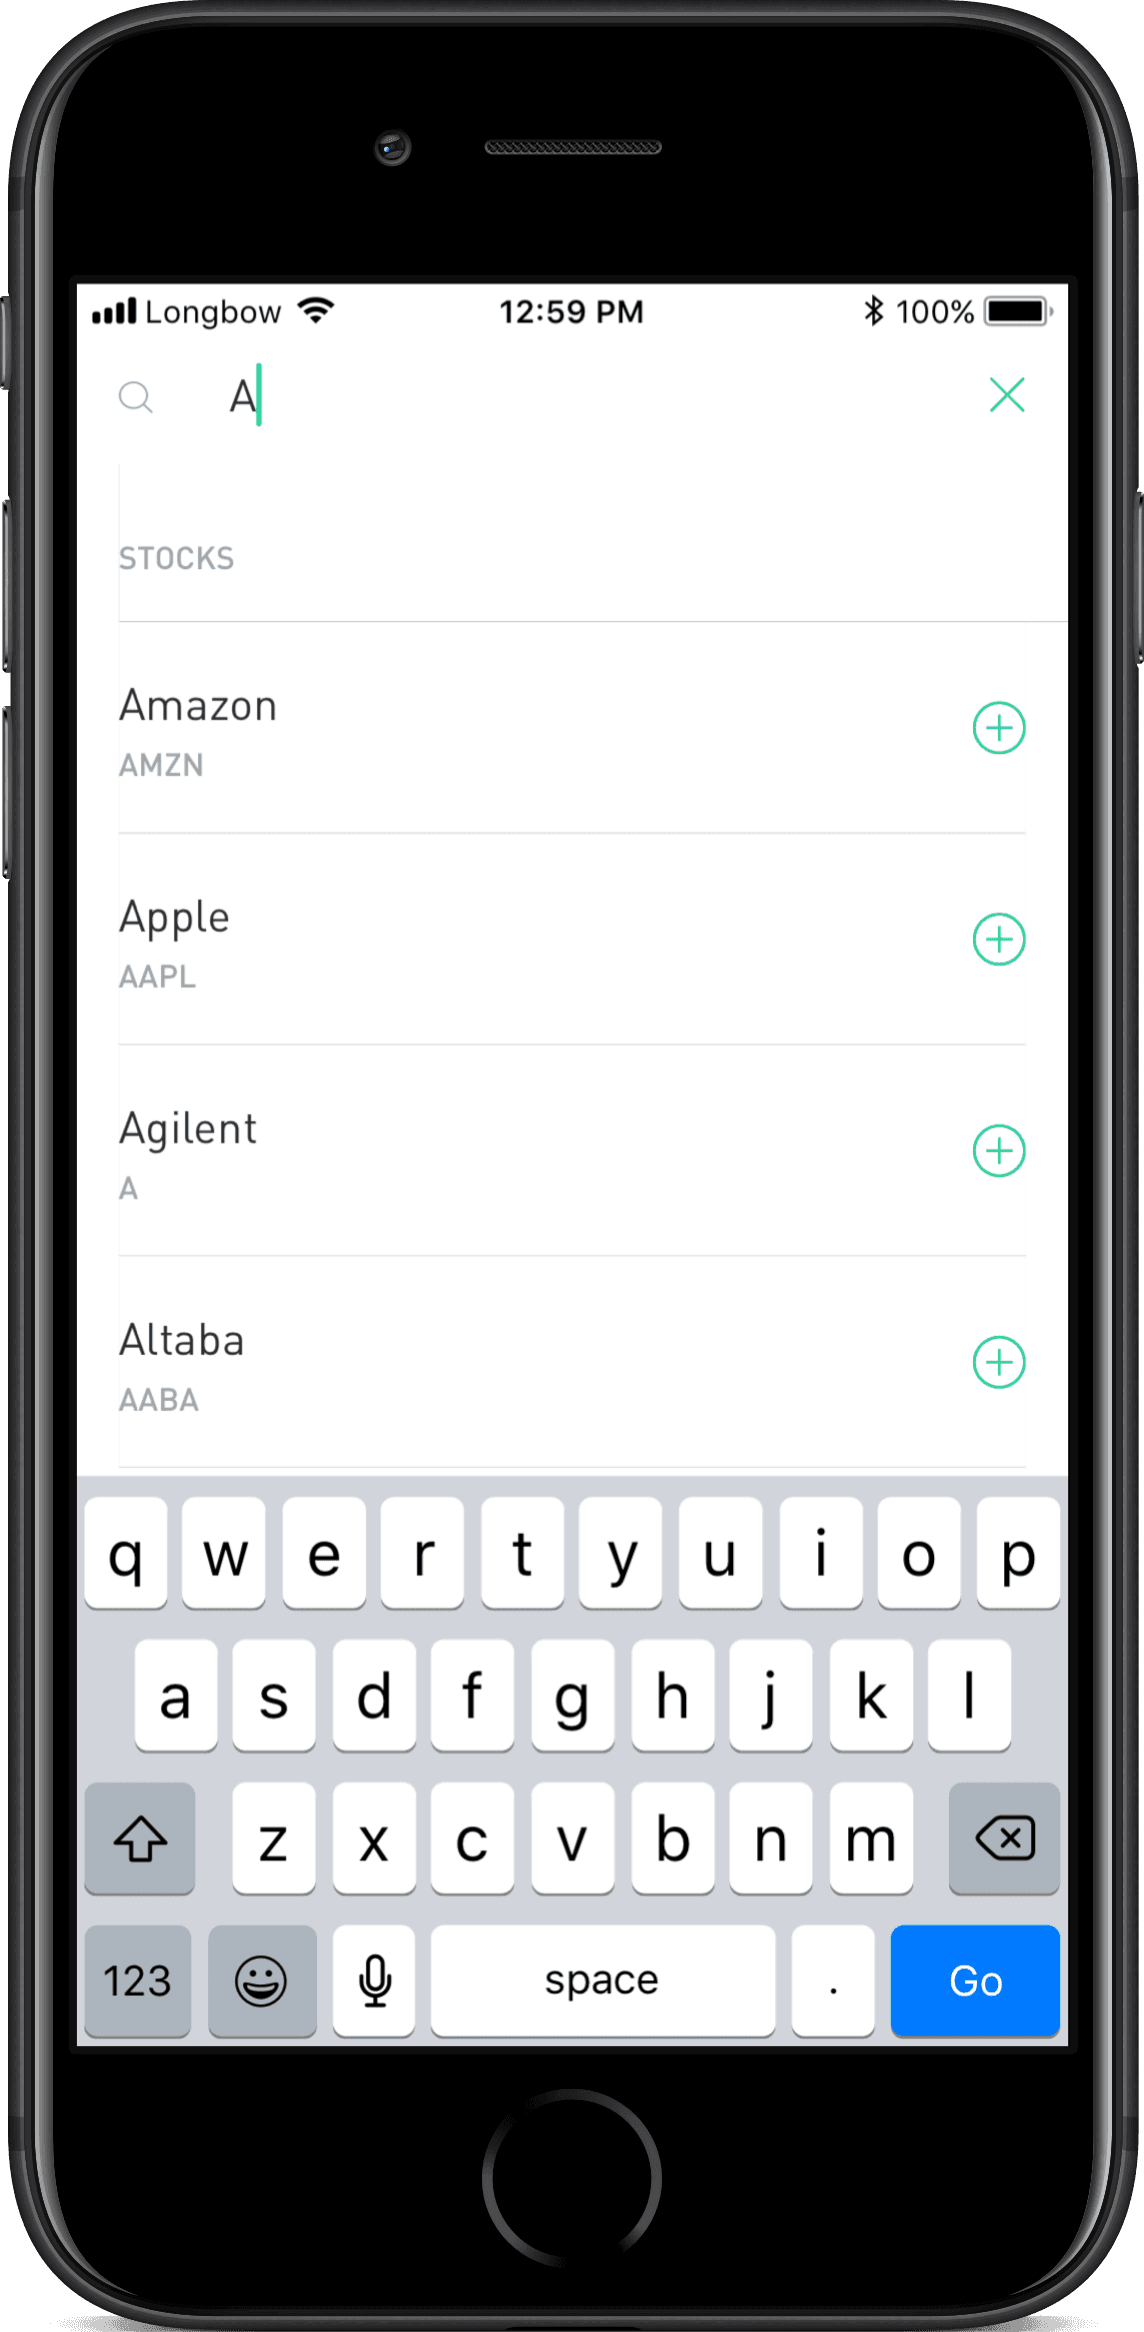 Longbow 12:59 PM 100%
A
STOCKS
Amazon
AMZN
Apple
AAPL
Agilent
A
Altaba
AABA
q w e r t y u i o p
a s d f g h j k l
z x c v b n m
123 space . Go